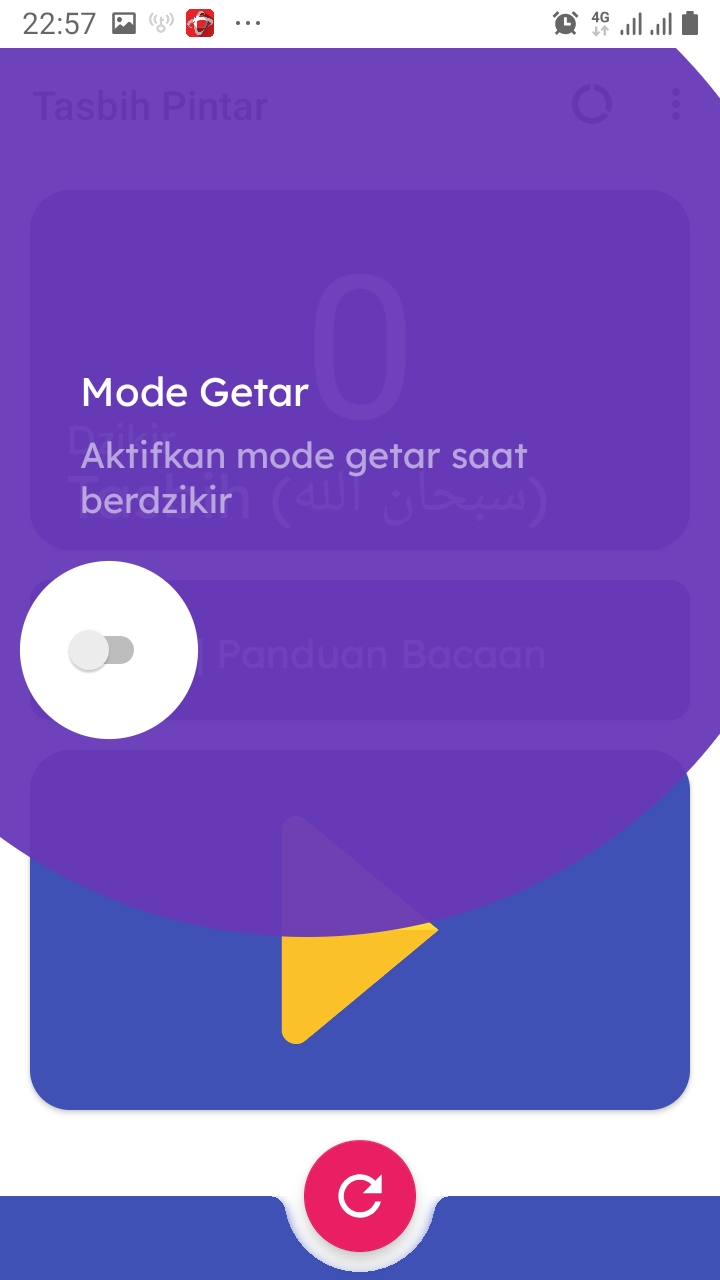 22:57
4G
Tasbih Pintar
0
Mode Getar
Dzikir
Aktifkan mode getar saat
berdzikir
Tasbih (سبحان الله)
| Panduan Bacaan